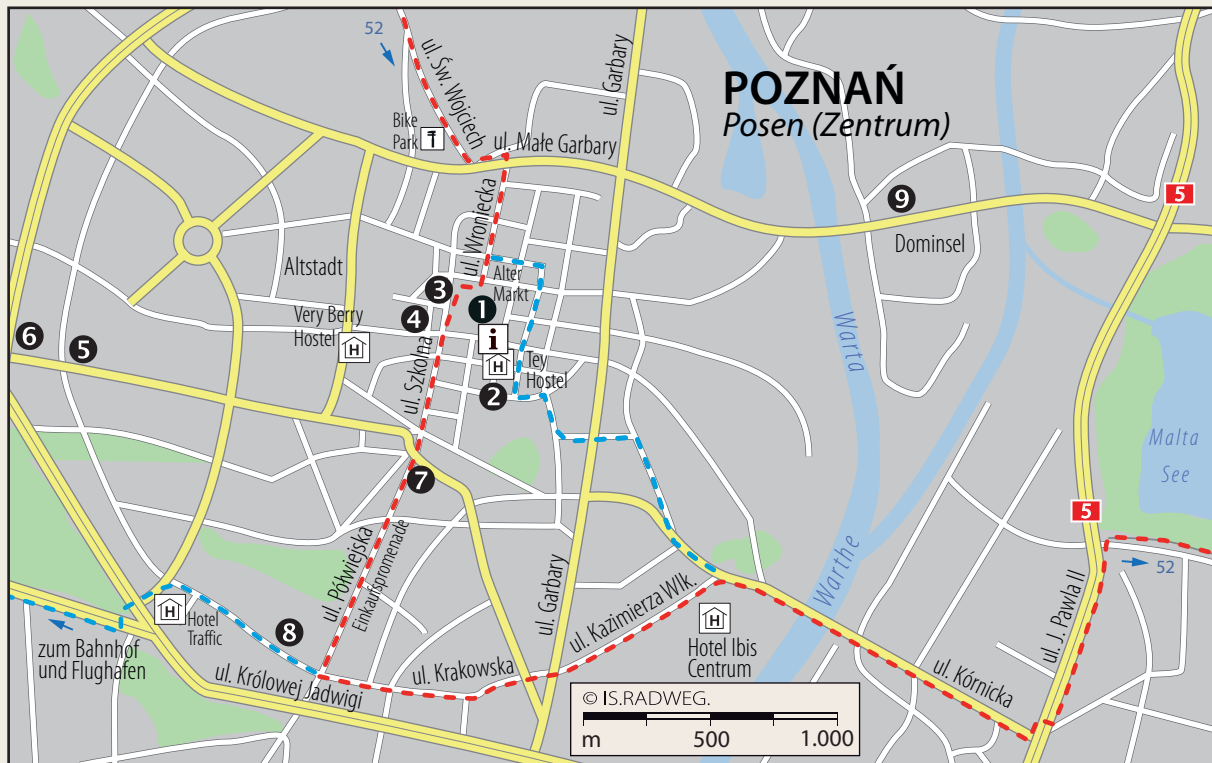 POZNAŃ
Posen (Zentrum)
52
ul. Św. Wojciech
Bike
Park
ul. Małe Garbary
ul. Garbary
5
9
Dominsel
ul. Wroniecka
Altstadt
Alter
Markt
3
1
4
i
Very Berry
Hostel
H
6
5
ul. Szkolna
H
Tey
Hostel
2
Warta
Malta
See
7
5
ul. Półwiejska
Einkaufspromenade
ul. Garbary
Warthe
52
ul. J. Pawla II
H
Hotel
Traffic
8
zum Bahnhof
und Flughafen
ul. Królowej Jadwigi
ul. Krakowska
ul. Kazimierza Wlk.
H
Hotel Ibis
Centrum
ul. Kórnicka
© IS.RADWEG.
m 500 1.000